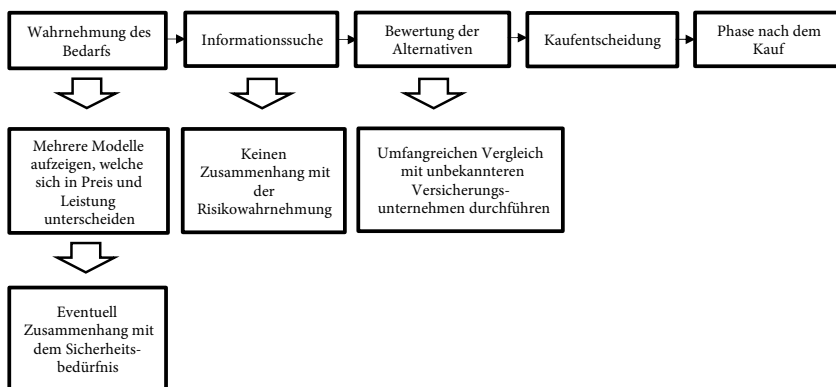 Wahrnehmung des
Bedarfs
Informationssuche
Bewertung der
Alternativen
Kaufentscheidung
Phase nach dem
Kauf
Mehrere Modelle
aufzeigen, welche
sich in Preis und
Leistung
unterscheiden
Keinen
Zusammenhang mit
der
Risikowahrnehmung
Umfangreichen Vergleich
mit unbekannteren
Versicherungs-
unternehmen durchführen
Eventuell
Zusammenhang mit
dem Sicherheits-
bedürfnis